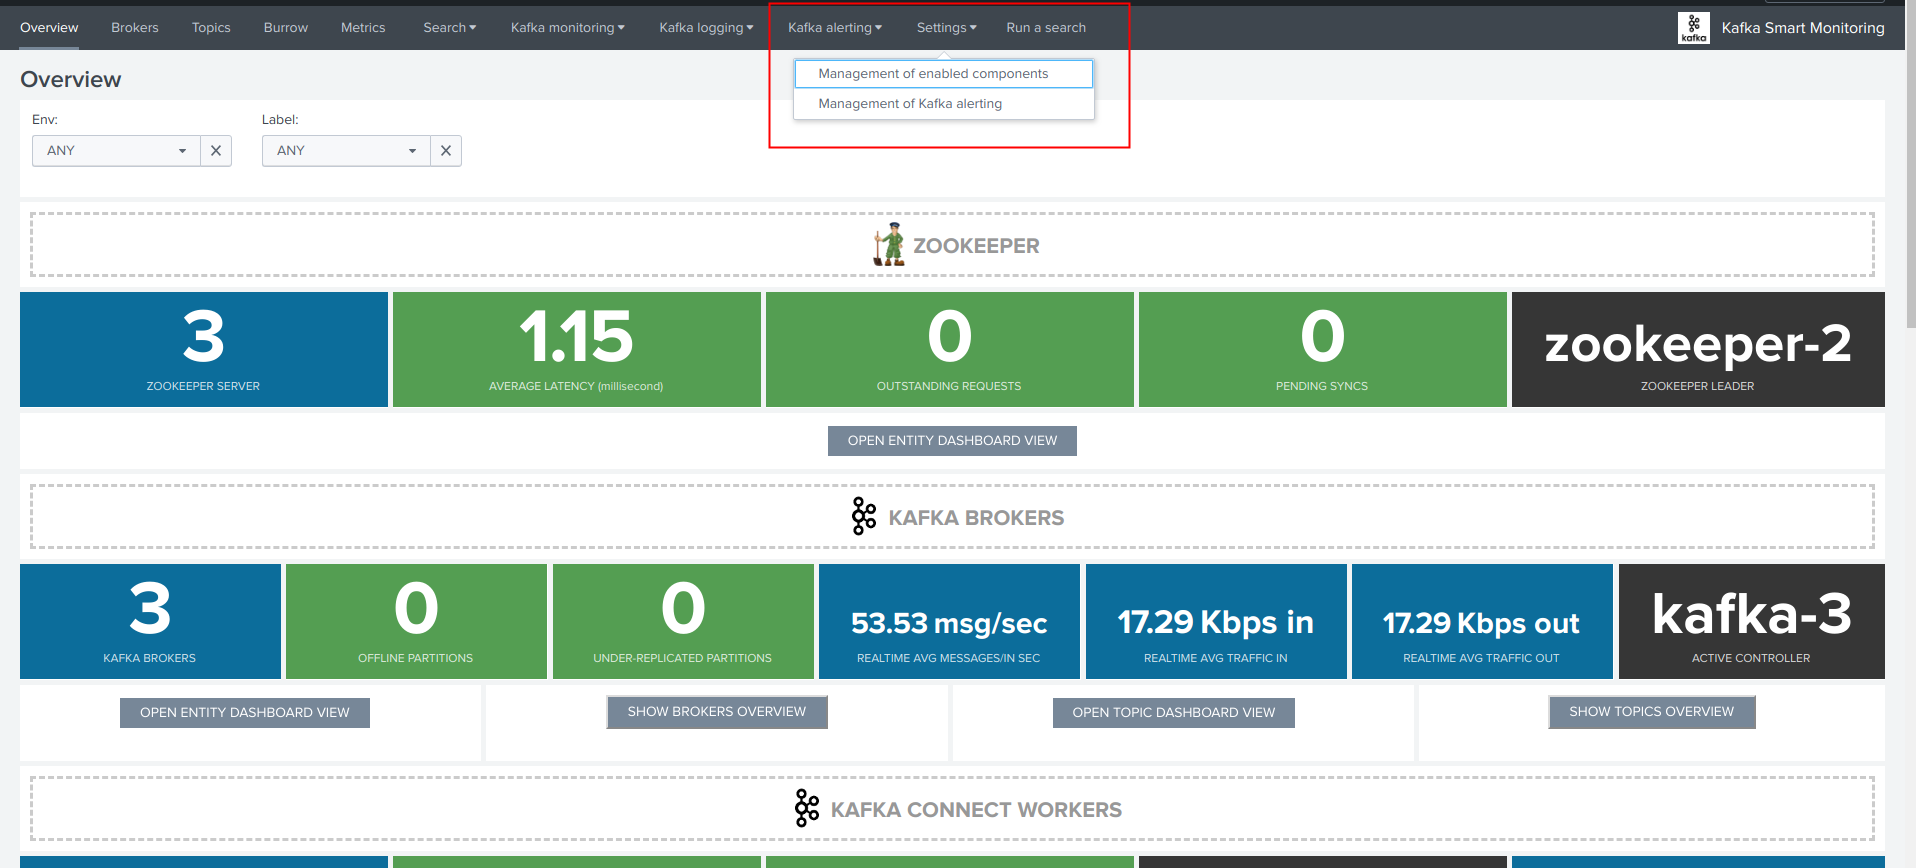 Overview Brokers Topics Burrow Metrics Search Kafka monitoring Kafka logging Kafka alerting Settings Run a search kafka Kafka Smart Monitoring
Management of enabled components
Management of Kafka alerting
Overview
Env: Label:
ANY ANY
ZOOKEEPER
3 1.15 0 0 zookeeper-2
ZOOKEEPER SERVER AVERAGE LATENCY (millisecond) OUTSTANDING REQUESTS PENDING SYNCS ZOOKEEPER LEADER
OPEN ENTITY DASHBOARD VIEW
KAFKA BROKERS
3 0 0 53.53 msg/sec 17.29 Kbps in 17.29 Kbps out kafka-3
KAFKA BROKERS OFFLINE PARTITIONS UNDER-REPLICATED PARTITIONS REALTIME AVG MESSAGES/IN SEC REALTIME AVG TRAFFIC IN REALTIME AVG TRAFFIC OUT ACTIVE CONTROLLER
OPEN ENTITY DASHBOARD VIEW SHOW BROKERS OVERVIEW OPEN TOPIC DASHBOARD VIEW SHOW TOPICS OVERVIEW
KAFKA CONNECT WORKERS